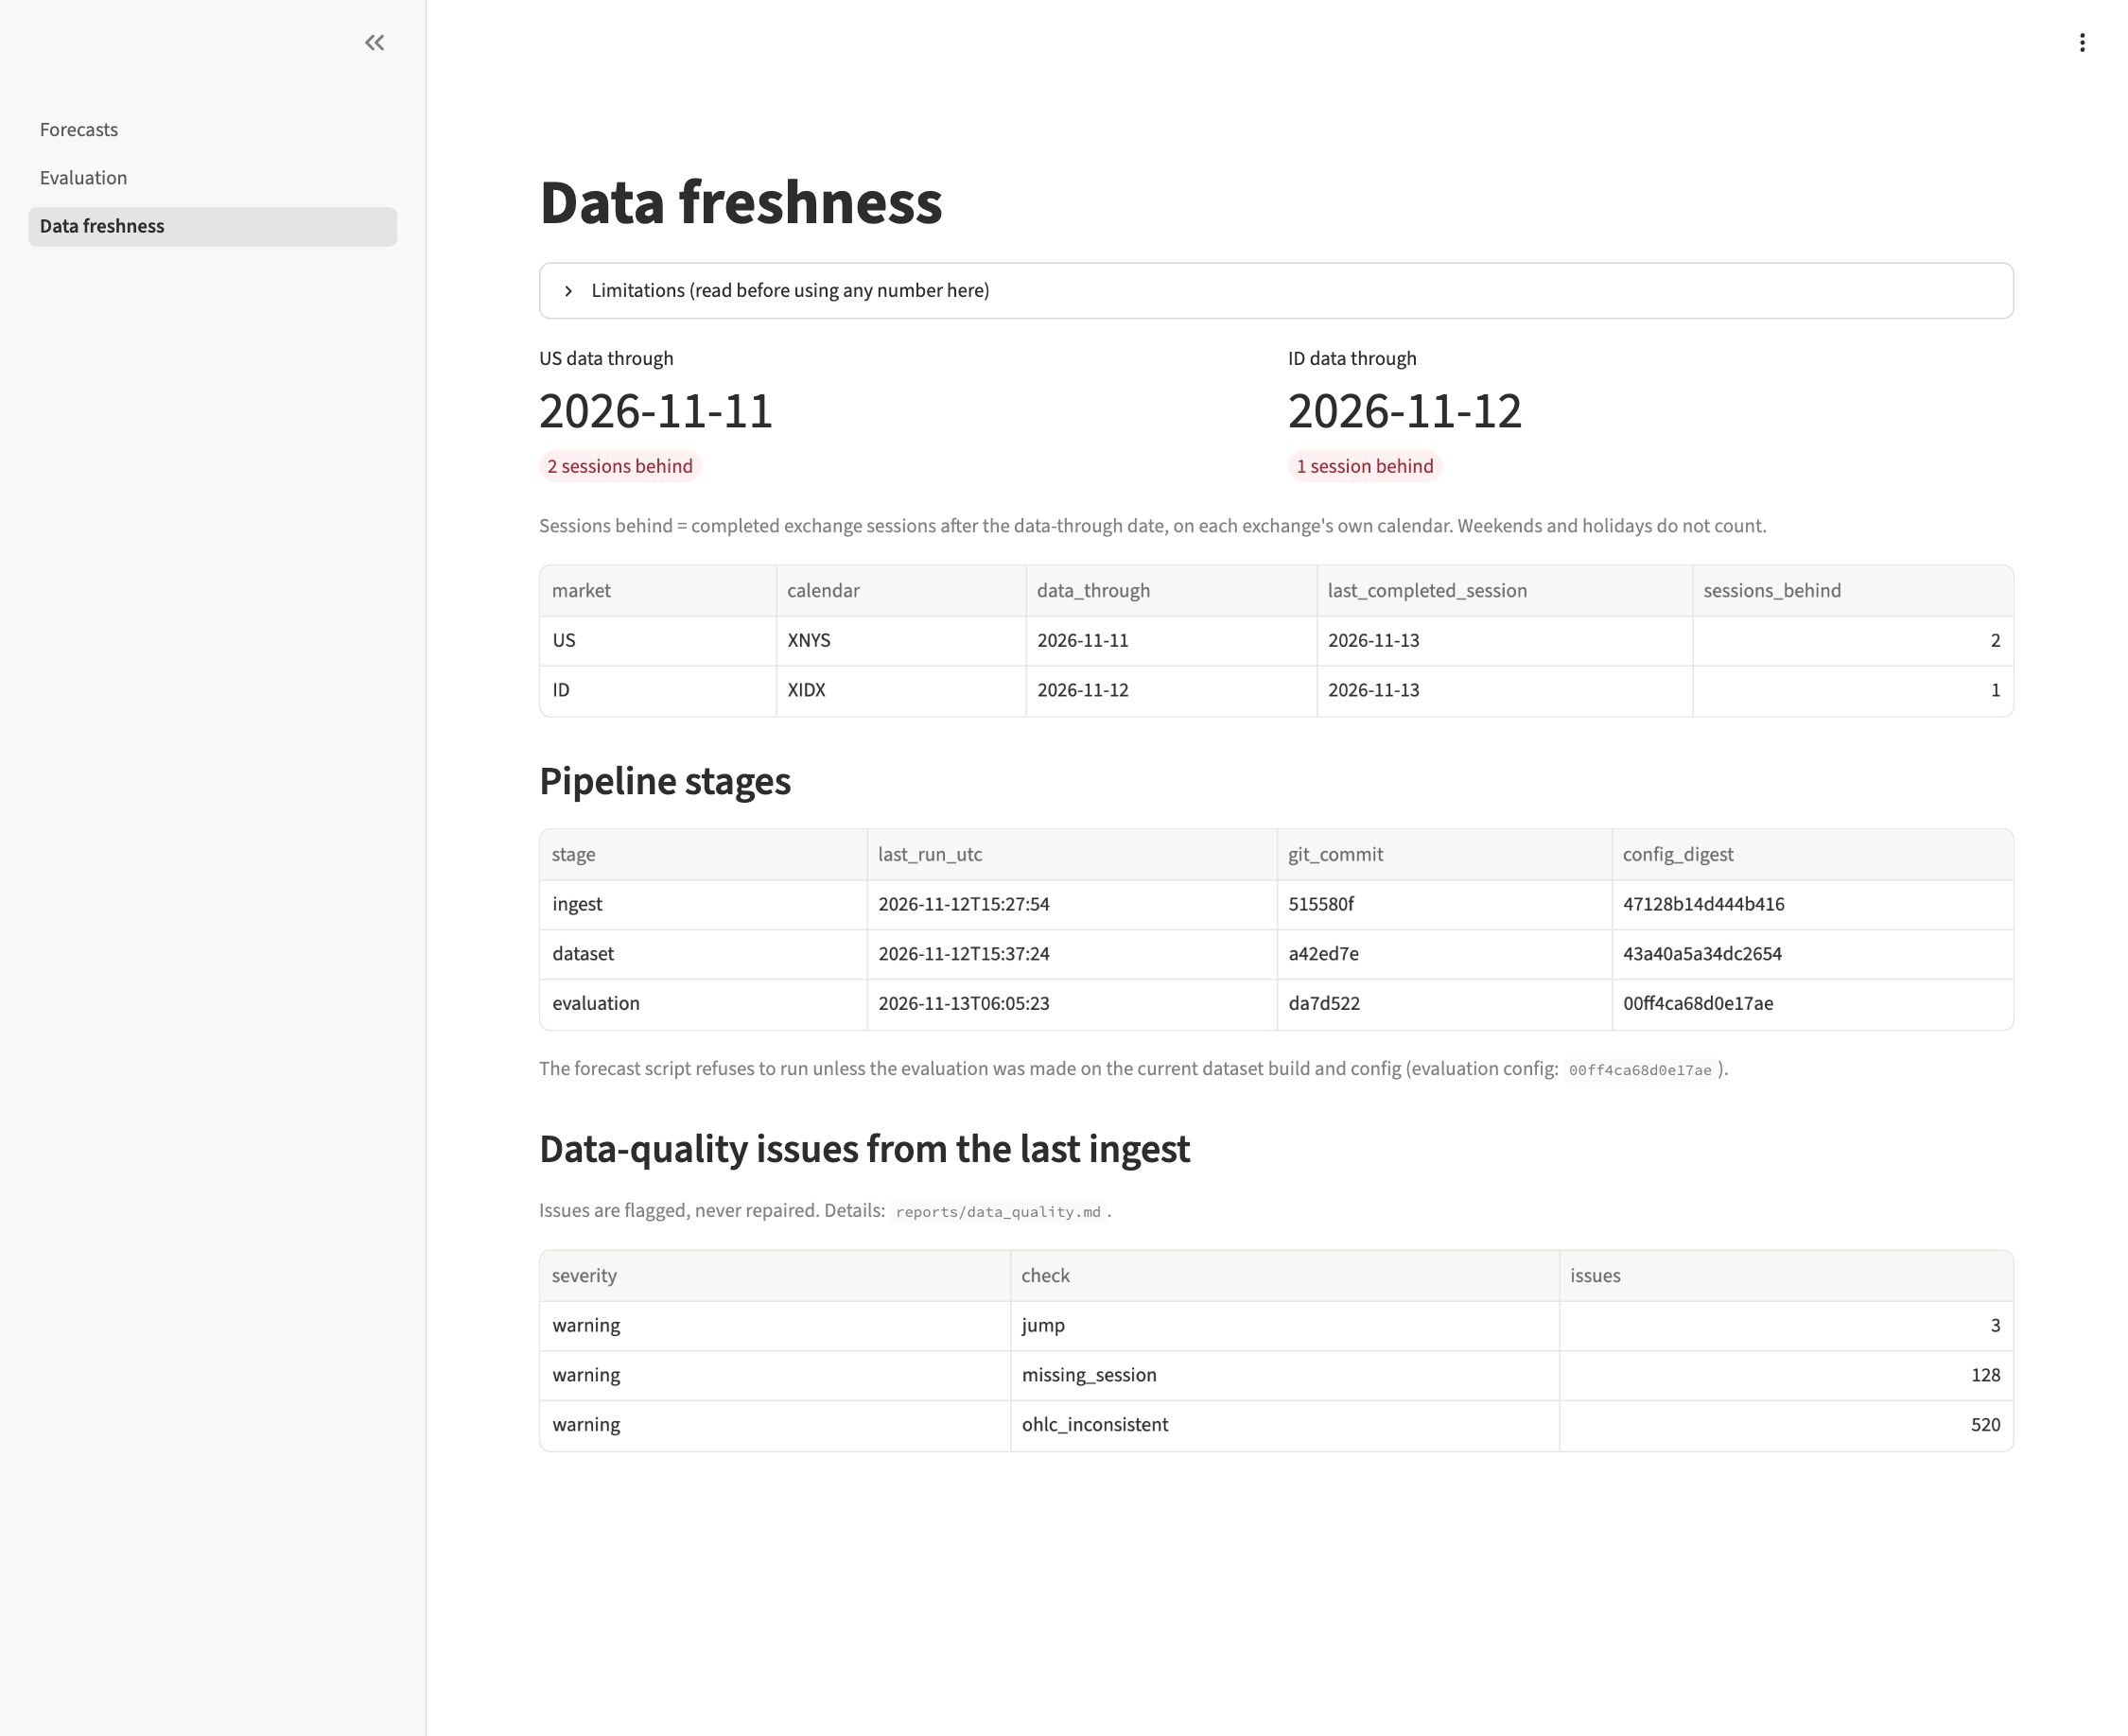 Forecasts
Evaluation
Data freshness
Data freshness
Limitations (read before using any number here)
US data through
2026-11-11
2 sessions behind
ID data through
2026-11-12
1 session behind
Sessions behind = completed exchange sessions after the data-through date, on each exchange's own calendar. Weekends and holidays do not count.
market calendar data_through last_completed_session sessions_behind
US XNYS 2026-11-11 2026-11-13 2
ID XIDX 2026-11-12 2026-11-13 1
Pipeline stages
stage last_run_utc git_commit config_digest
ingest 2026-11-12T15:27:54 515580f 47128b14d444b416
dataset 2026-11-12T15:37:24 a42ed7e 43a40a5a34dc2654
evaluation 2026-11-13T06:05:23 da7d522 00ff4ca68d0e17ae
The forecast script refuses to run unless the evaluation was made on the current dataset build and config (evaluation config: 00ff4ca68d0e17ae ).
Data-quality issues from the last ingest
Issues are flagged, never repaired. Details: reports/data_quality.md .
severity check issues
warning jump 3
warning missing_session 128
warning ohlc_inconsistent 520